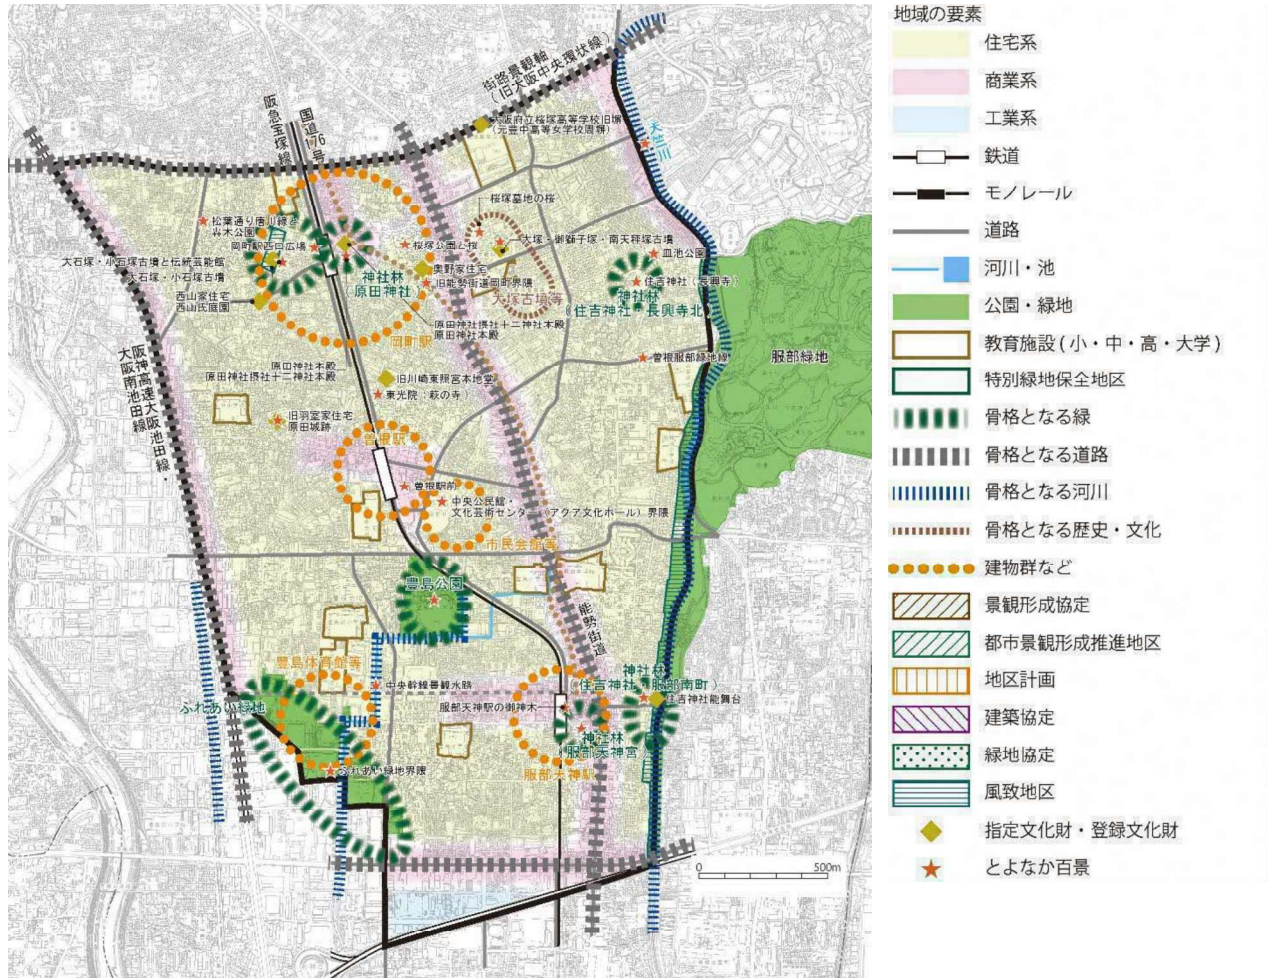 街路景観軸
(旧大阪中央環状線)
阪急宝塚線
国道176号
大阪府立桜塚高等学校旧塀
(元豊中高等女学校周塀)
天竺川
桜塚墓地の桜
松葉通り唐川線と
岡町駅西口広場
桜塚公園と桜
大塚・御獅子塚・南天秤塚古墳
皿池公園
大石塚・小石塚古墳と伝統芸能館
大石塚・小石塚古墳
神社林
(原田神社)
奥野家住宅
旧能勢街道岡町界隈
大塚古墳等
住吉神社(長興寺)
神社林
(住吉神社・長興寺北)
西山家住宅
西山氏庭園
原田神社摂社十二神社本殿
原田神社本殿
岡町駅
阪神高速大阪池田線・
大阪南池田線
曽根服部緑地線
服部緑地
原田神社摂社十二神社本殿
旧川崎東照宮本地堂
東光院(萩の寺)
旧羽室家住宅
原田城跡
曽根駅
曽根駅前
中央公民館・
文化芸術センター(アクア文化ホール)界隈
市民会館等
豊島公園
能勢街道
豊島体育館等
中央幹線景観水路
神社林
(住吉神社・服部南町)
住吉神社能舞台
ふれあい緑地
服部天神駅の御神木
神社林
服部天神宮
服部天神駅
ふれあい緑地界隈
0
500m
地域の要素
住宅系
商業系
工業系
鉄道
モノレール
道路
河川・池
公園・緑地
教育施設(小・中・高・大学)
特別緑地保全地区
骨格となる緑
骨格となる道路
骨格となる河川
骨格となる歴史・文化
建物群など
景観形成協定
都市景観形成推進地区
地区計画
建築協定
緑地協定
風致地区
指定文化財・登録文化財
とよなか百景